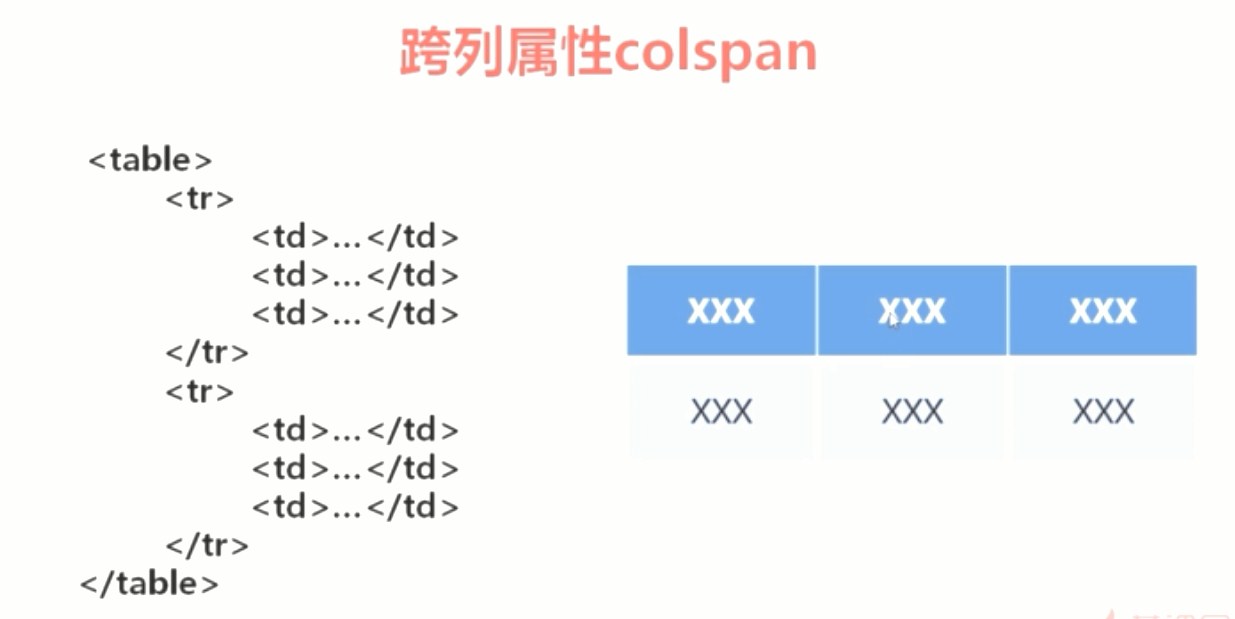 跨列属性colspan
<table>
<tr>
<td>...</td>
<td>...</td>
<td>...</td>
</tr>
<tr>
<td>...</td>
<td>...</td>
<td>...</td>
</tr>
</table>
XXX XXX XXX
XXX XXX XXX